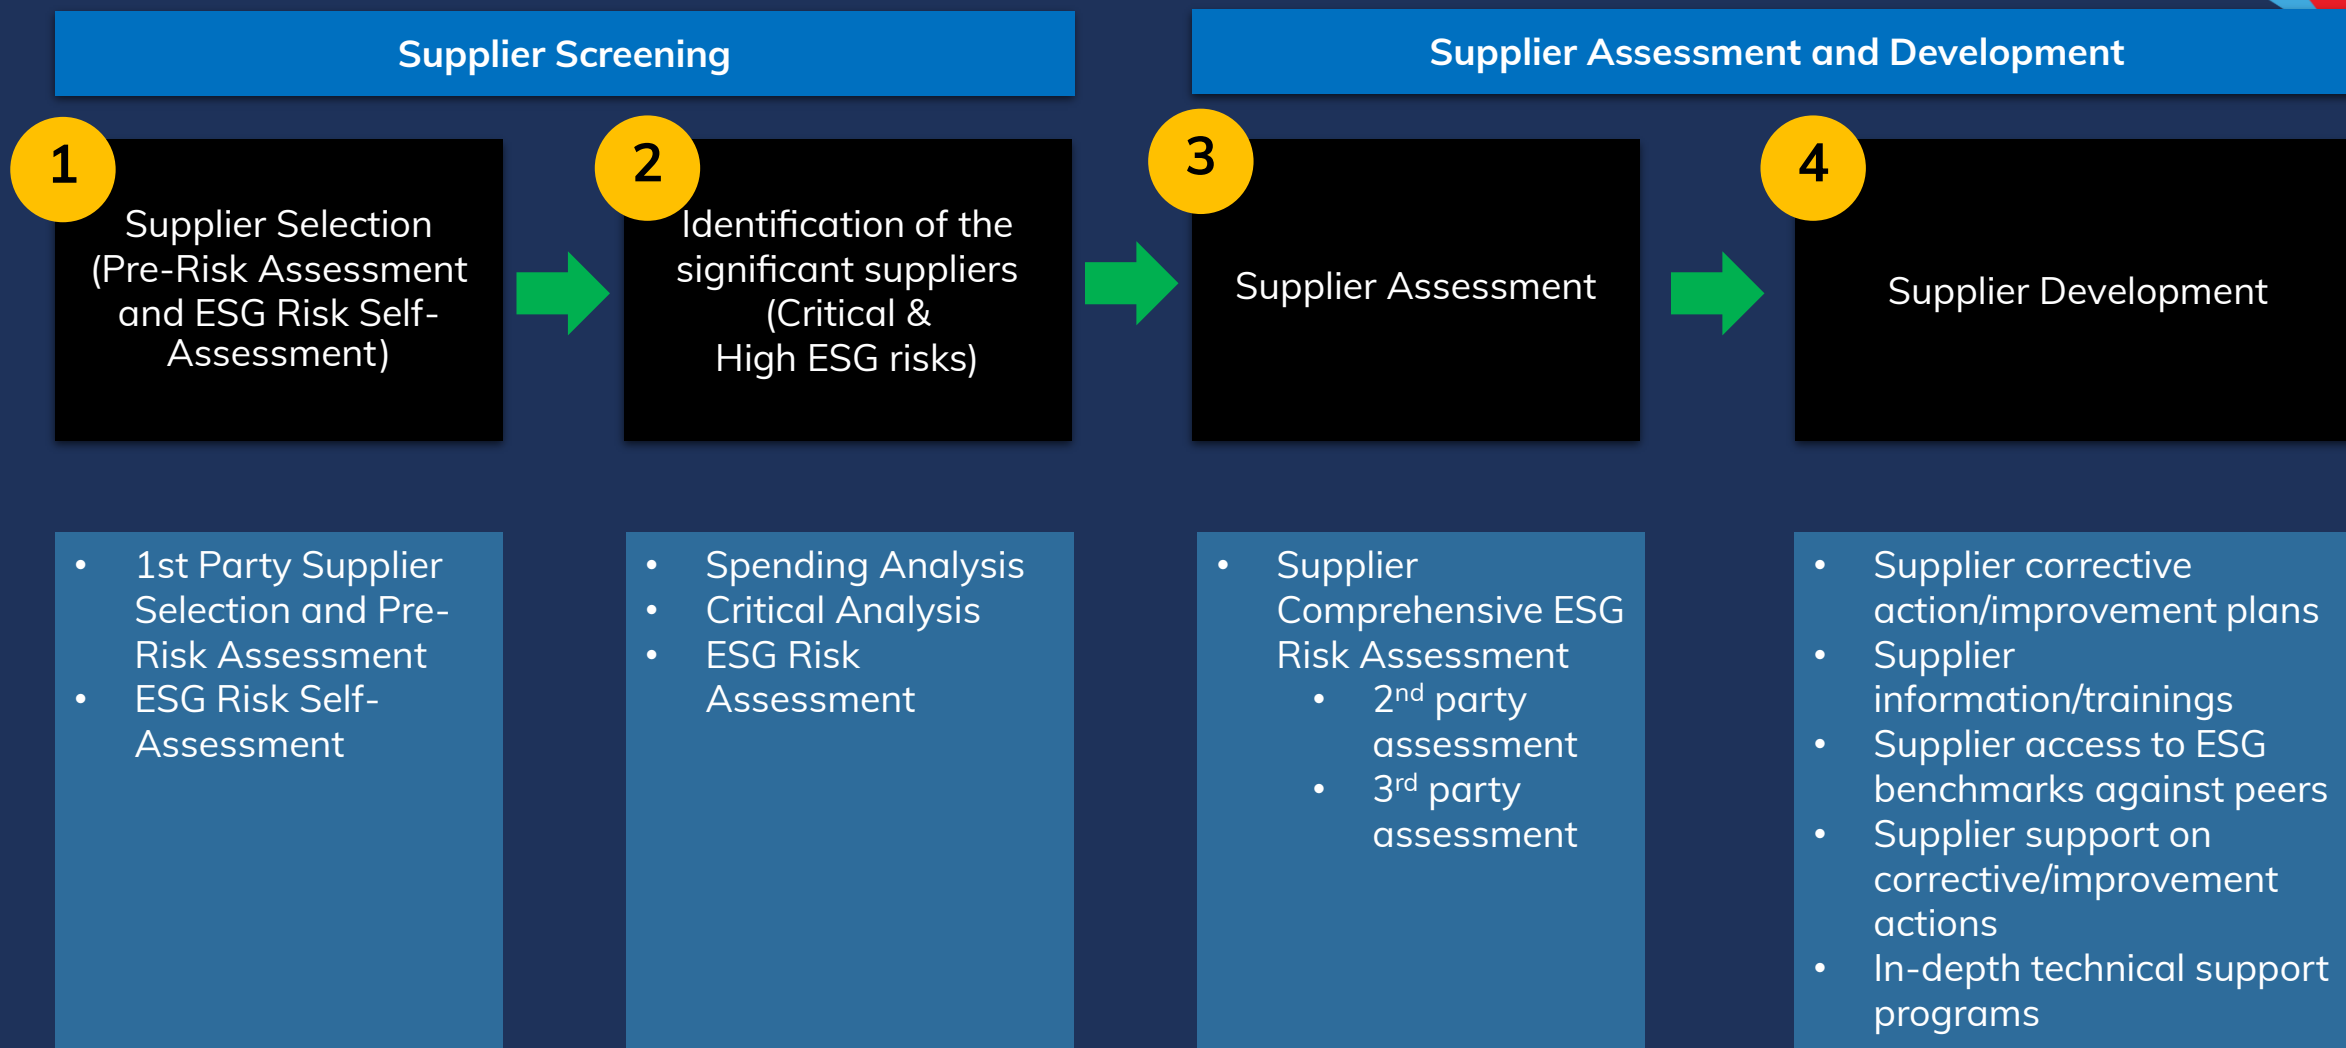 Supplier Screening
Supplier Assessment and Development
1
Supplier Selection
(Pre-Risk Assessment
and ESG Risk Self-
Assessment)
2
Identification of the
significant suppliers
(Critical &
High ESG risks)
3
Supplier Assessment
4
Supplier Development
• 1st Party Supplier
Selection and Pre-
Risk Assessment
• ESG Risk Self-
Assessment
• Spending Analysis
• Critical Analysis
• ESG Risk
Assessment
• Supplier
Comprehensive ESG
Risk Assessment
• 2nd party
assessment
• 3rd party
assessment
• Supplier corrective
action/improvement plans
• Supplier
information/trainings
• Supplier access to ESG
benchmarks against peers
• Supplier support on
corrective/improvement
actions
• In-depth technical support
programs